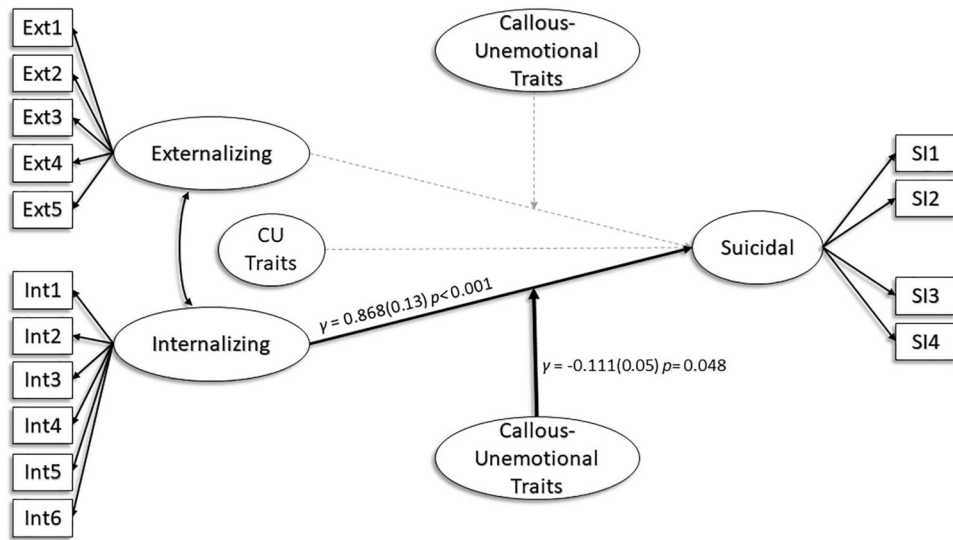 Ext1
Ext2
Ext3
Ext4
Ext5
Externalizing
Callous-
Unemotional
Traits
CU
Traits
Int1
Int2
Int3
Int4
Int5
Int6
Internalizing
γ = 0.868(0.13) p<0.001
γ = -0.111(0.05) p=0.048
Callous-
Unemotional
Traits
Suicidal
SI1
SI2
SI3
SI4